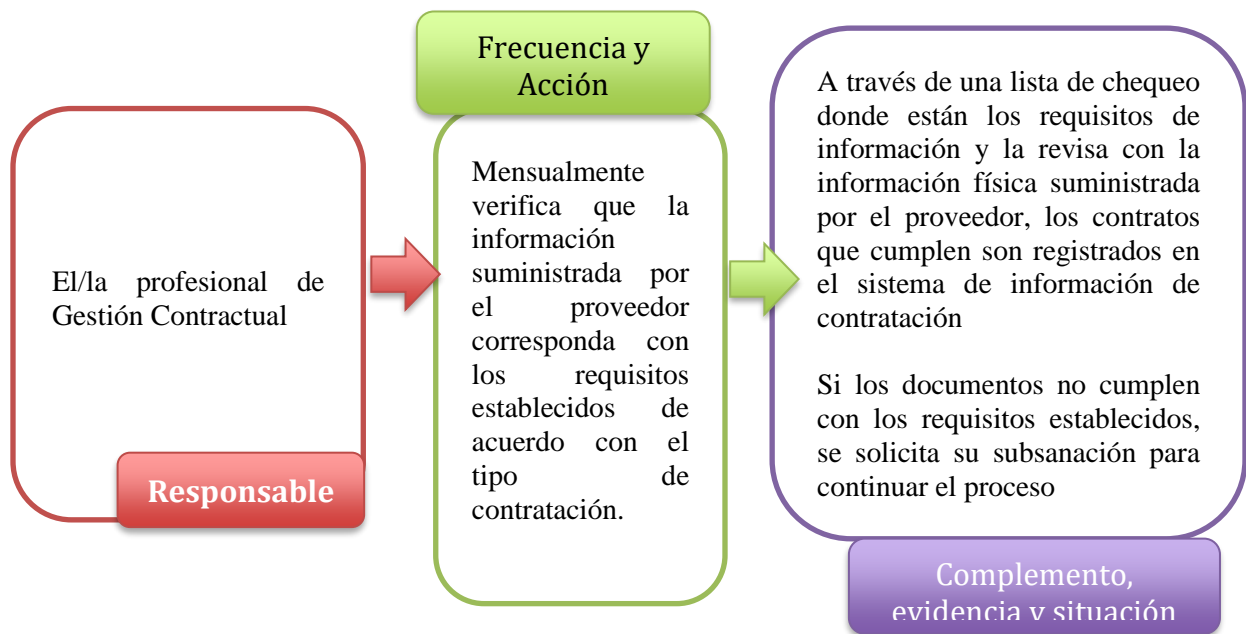 El/la profesional de
Gestión Contractual
Responsable
Frecuencia y
Acción
Mensualmente
verifica que la
información
suministrada por
el proveedor
corresponda con
los requisitos
establecidos de
acuerdo con el
tipo de
contratación.
A través de una lista de chequeo
donde están los requisitos de
información y la revisa con la
información física suministrada
por el proveedor, los contratos
que cumplen son registrados en
el sistema de información de
contratación
Si los documentos no cumplen
con los requisitos establecidos,
se solicita su subsanación para
continuar el proceso
Complemento,
evidencia y situación